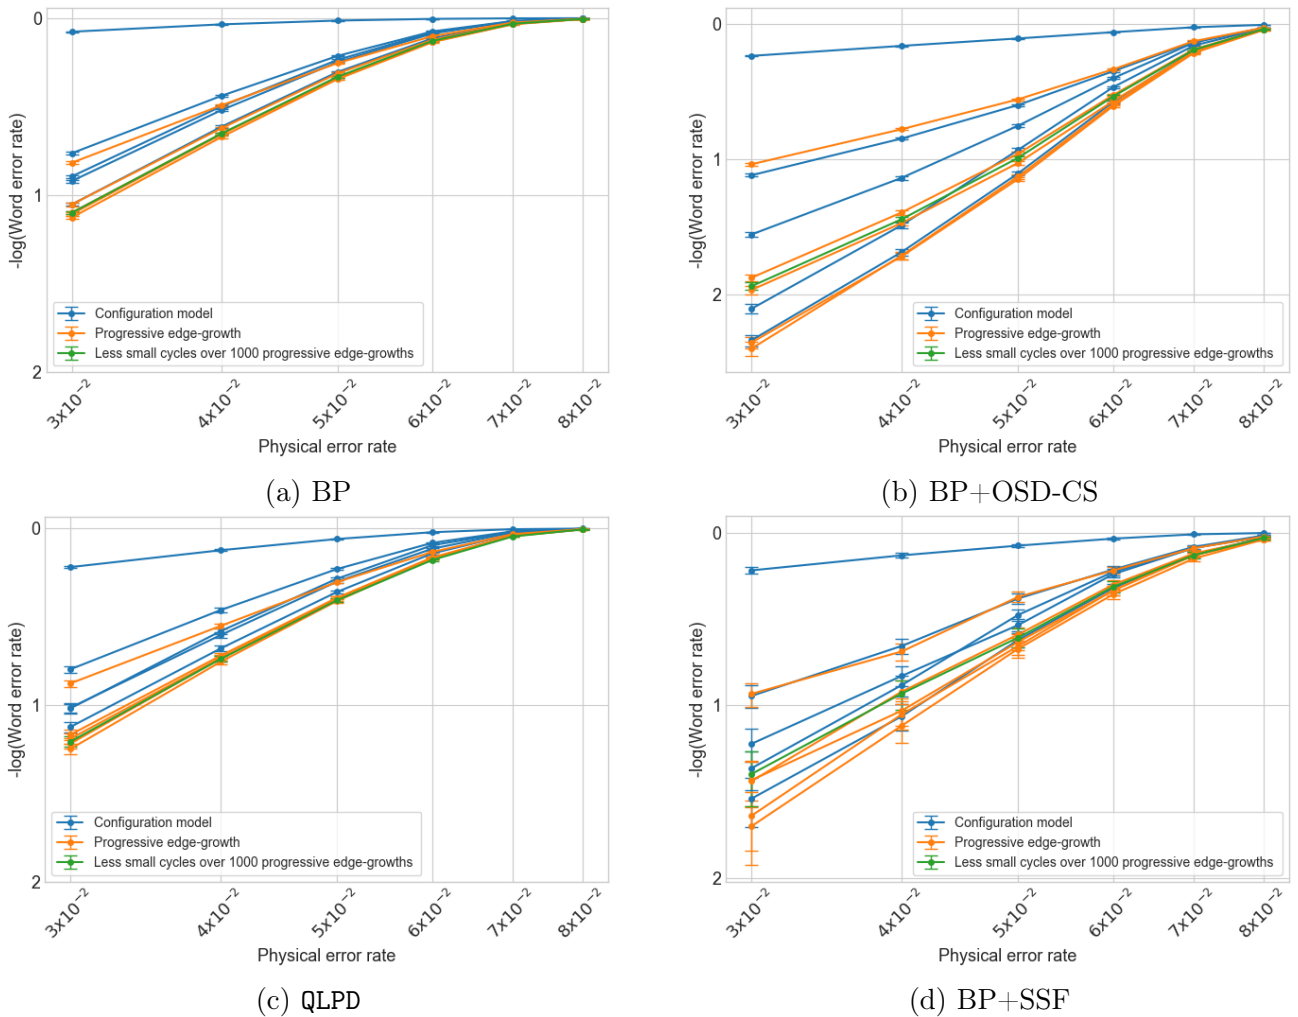 0
1
2
-log(Word error rate)
Configuration model
Progressive edge-growth
Less small cycles over 1000 progressive edge-growths
3x10⁻²
4x10⁻²
5x10⁻²
6x10⁻²
7x10⁻²
8x10⁻²
Physical error rate
(a) BP
0
1
2
-log(Word error rate)
Configuration model
Progressive edge-growth
Less small cycles over 1000 progressive edge-growths
3x10⁻²
4x10⁻²
5x10⁻²
6x10⁻²
7x10⁻²
8x10⁻²
Physical error rate
(b) BP+OSD-CS
0
1
2
-log(Word error rate)
Configuration model
Progressive edge-growth
Less small cycles over 1000 progressive edge-growths
3x10⁻²
4x10⁻²
5x10⁻²
6x10⁻²
7x10⁻²
8x10⁻²
Physical error rate
(c) QLPD
0
1
2
-log(Word error rate)
Configuration model
Progressive edge-growth
Less small cycles over 1000 progressive edge-growths
3x10⁻²
4x10⁻²
5x10⁻²
6x10⁻²
7x10⁻²
8x10⁻²
Physical error rate
(d) BP+SSF